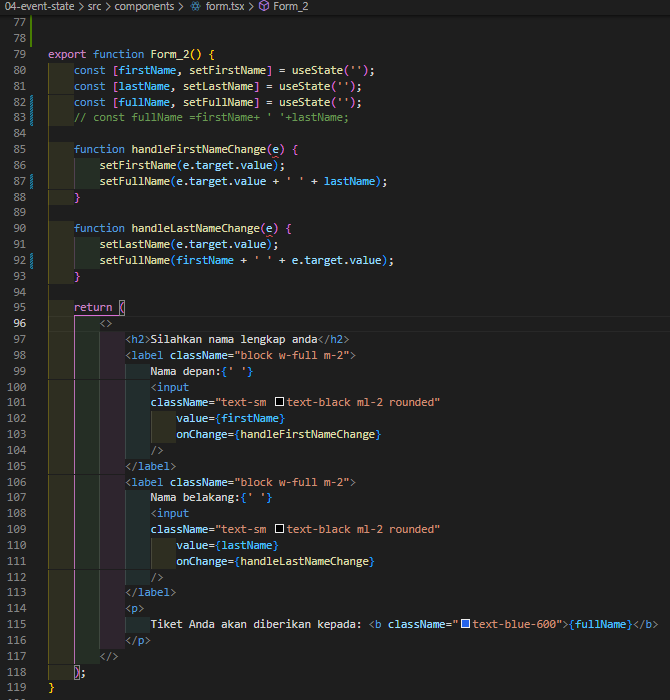 04-event-state > src > components > form.tsx > Form_2
77
78
79 export function Form_2() {
80 const [firstName, setFirstName] = useState('');
81 const [lastName, setLastName] = useState('');
82 const [fullName, setFullName] = useState('');
83 // const fullName =firstName+ ' '+lastName;
84
85 function handleFirstNameChange(e) {
86 setFirstName(e.target.value);
87 setFullName(e.target.value + ' ' + lastName);
88 }
89
90 function handleLastNameChange(e) {
91 setLastName(e.target.value);
92 setFullName(firstName + ' ' + e.target.value);
93 }
94
95 return (
96 <>
97 <h2>Silahkan nama lengkap anda</h2>
98 <label className="block w-full m-2">
99 Nama depan:{' '}
100 <input
101 className="text-sm text-black ml-2 rounded"
102 value={firstName}
103 onChange={handleFirstNameChange}
104 />
105 </label>
106 <label className="block w-full m-2">
107 Nama belakang:{' '}
108 <input
109 className="text-sm text-black ml-2 rounded"
110 value={lastName}
111 onChange={handleLastNameChange}
112 />
113 </label>
114 <p>
115 Tiket Anda akan diberikan kepada: <b className="text-blue-600">{fullName}</b>
116 </p>
117 </>
118 );
119 }